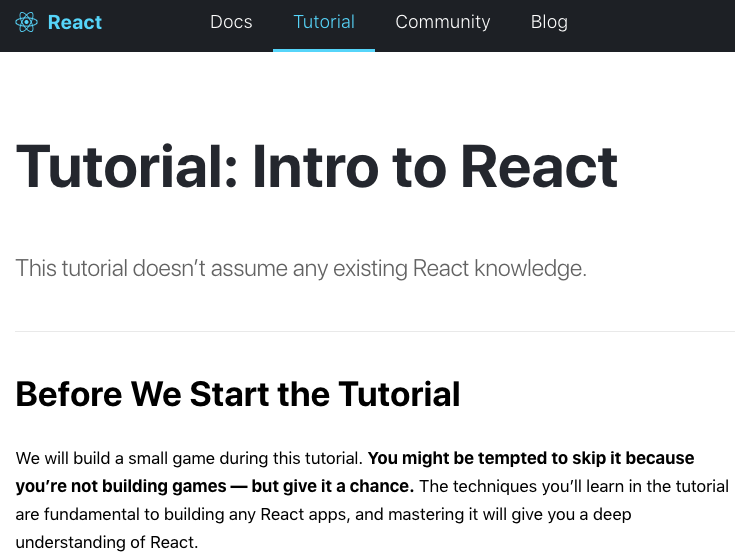 React Docs Tutorial Community Blog
Tutorial: Intro to React
This tutorial doesn’t assume any existing React knowledge.
Before We Start the Tutorial
We will build a small game during this tutorial. You might be tempted to skip it because
you’re not building games — but give it a chance. The techniques you’ll learn in the tutorial
are fundamental to building any React apps, and mastering it will give you a deep
understanding of React.